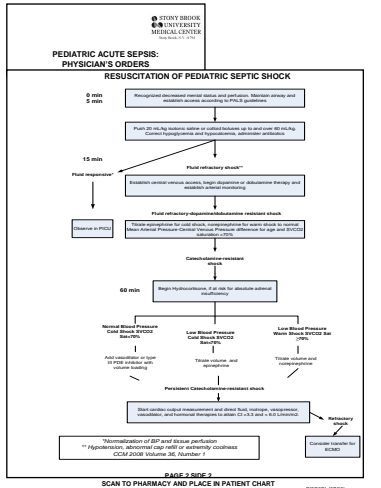 STONY BROOK
UNIVERSITY
MEDICAL CENTER
Stony Brook, N.Y. 11794
PEDIATRIC ACUTE SEPSIS:
PHYSICIAN'S ORDERS
RESUSCITATION OF PEDIATRIC SEPTIC SHOCK
0 min
5 min
Recognized decreased mental status and perfusion. Maintain airway and
establish access according to PALS guidelines
Push 20 mL/kg isotonic saline or colloid boluses up to and over 60 mL/kg.
Correct hypoglycemia and hypocalcemia, administer antibiotics
15 min
Fluid responsive*
Fluid refractory shock**
Establish central venous access, begin dopamine or dobutamine therapy and
establish arterial monitoring
Observe in PICU
Fluid refractory-dopamine/dobutamine resistant shock
Titrate epinephrine for cold shock, norepinephrine for warm shock to normal
Mean Arterial Pressure-Central Venous Pressure difference for age and SVCO2
saturation >70%
Catecholamine-resistant
shock
60 min
Begin Hydrocortisone, if at risk for absolute adrenal
insufficiency
Normal Blood Pressure
Cold Shock SVCO2
Sat<70%
Low Blood Pressure
Cold Shock SVCO2
Sat<70%
Low Blood Pressure
Warm Shock SVCO2 Sat
≥70%
Add vasodilator or type
III PDE inhibitor with
volume loading
Titrate volume and
epinephrine
Titrate volume and
norepinephrine
Persistent Catecholamine-resistant shock
Start cardiac output measurement and direct fluid, inotrope, vasopressor,
vasodilator, and hormonal therapies to attain CI >3.3 and < 6.0 L/min/m2.
Refractory
shock
*Normalization of BP and tissue perfusion
** Hypotension, abnormal cap refill or extremity coolness
CCM 2008 Volume 36, Number 1
Consider transfer for
ECMO
PAGE 2 SIDE 2
SCAN TO PHARMACY AND PLACE IN PATIENT CHART